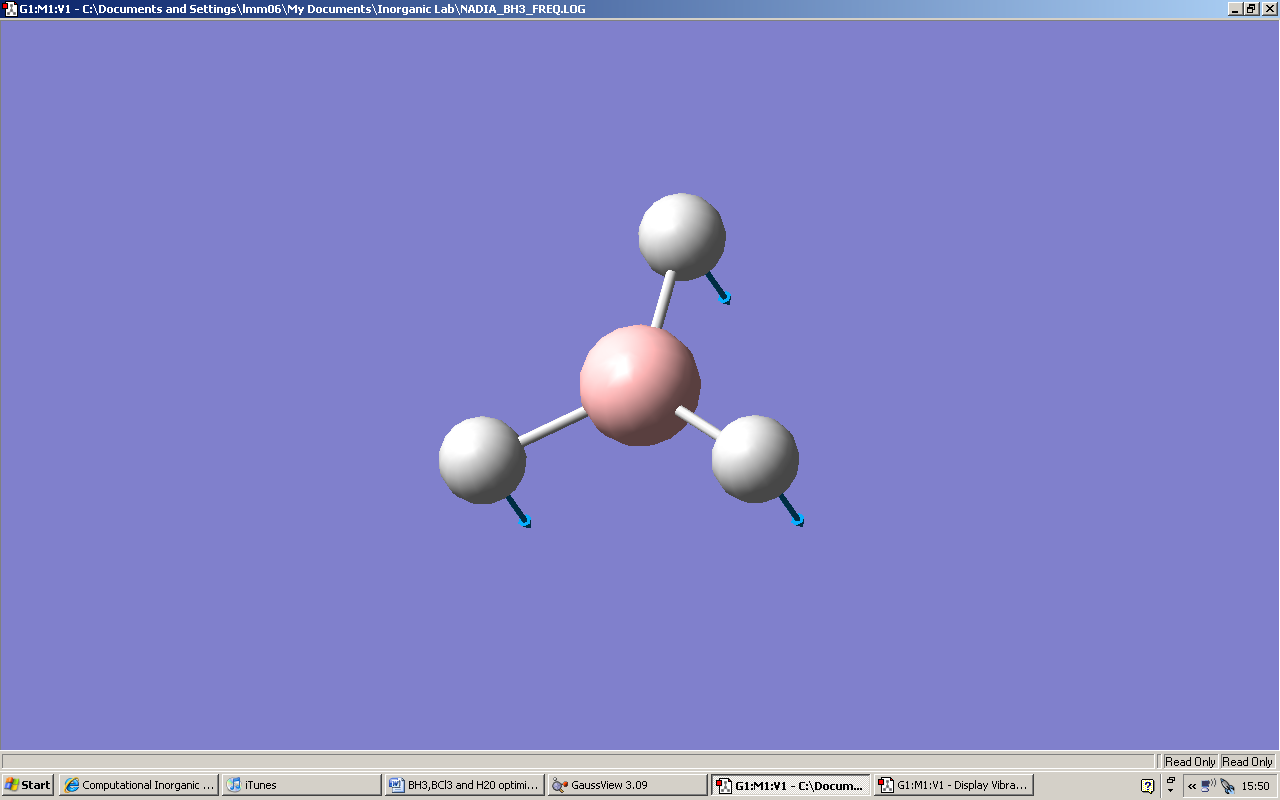 G1:M1:V1 - C:\Documents and Settings\lmm06\My Documents\Inorganic Lab\NADIA_BH3_FREQ.LOG
Read Only Read Only
Start Computational Inorganic ... iTunes BH3,BCl3 and H20 optimi... GaussView 3.09 G1:M1:V1 - C:\Docum... G1:M1:V1 - Display Vibra... 15:50